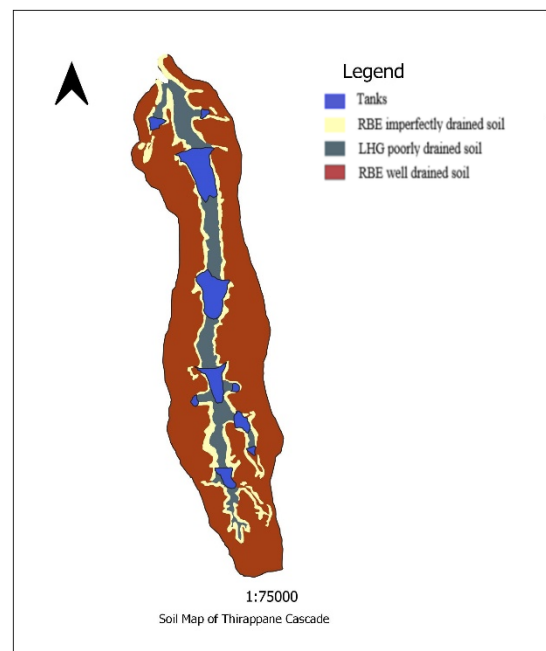 Legend
Tanks
RBE imperfectly drained soil
LHG poorly drained soil
RBE well drained soil
1:75000
Soil Map of Thirappane Cascade